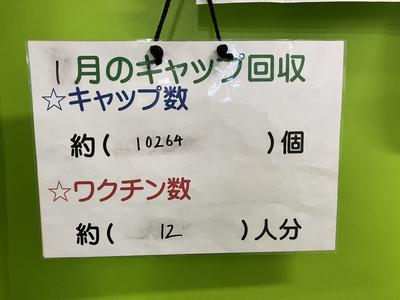 1月のキャップ回収
☆キャップ数
約( 10264 )個
☆ワクチン数
約( 12 )人分